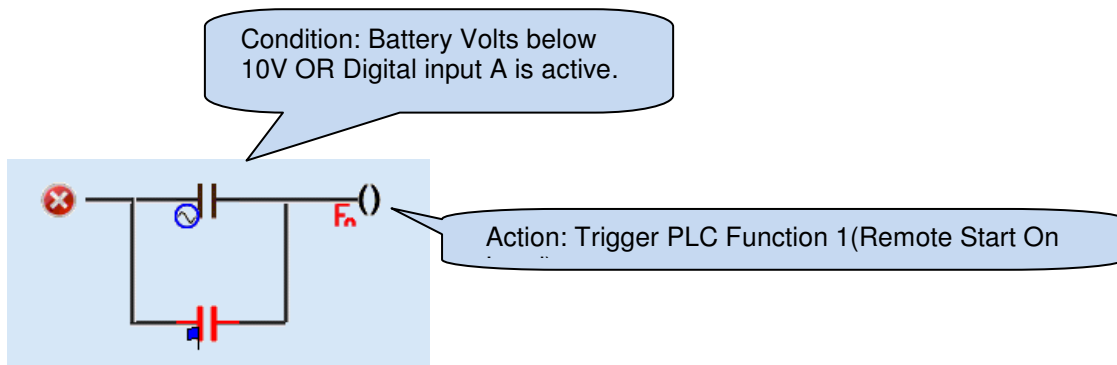 Condition: Battery Volts below
10V OR Digital input A is active.
Fn
Action: Trigger PLC Function 1(Remote Start On